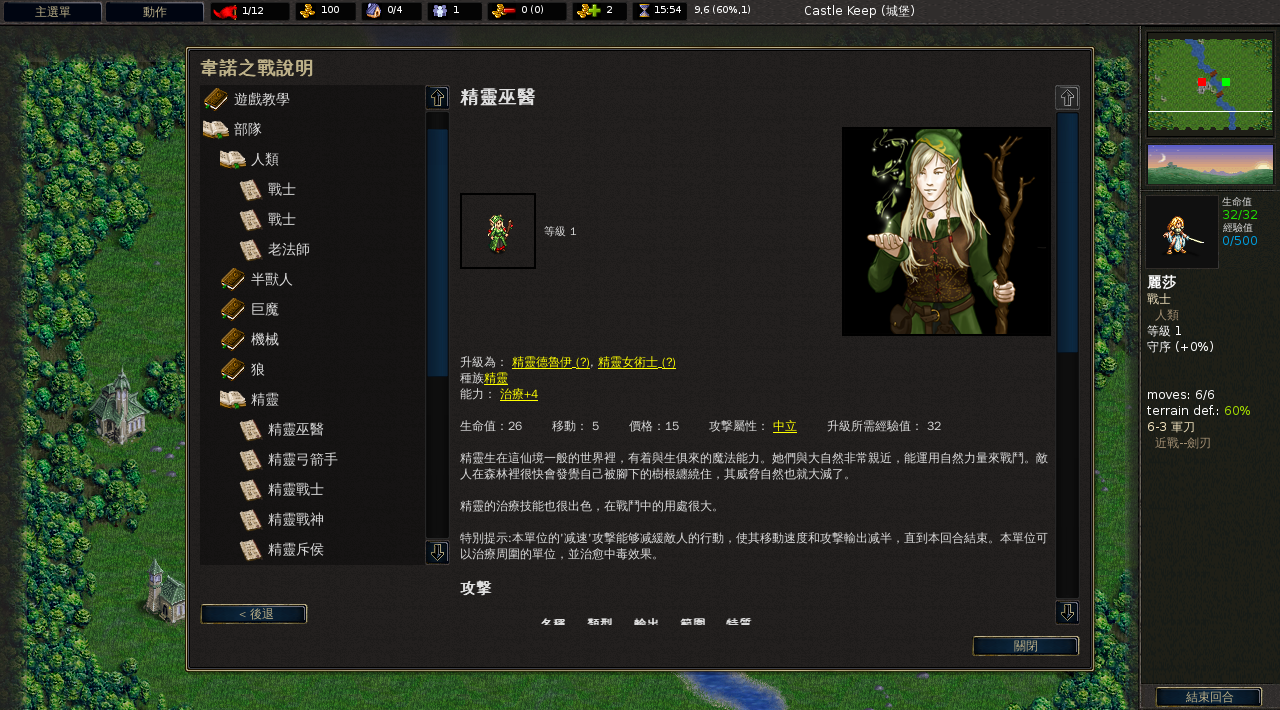 主選單 動作 1/12 100 0/4 1 0 (0) 2 15:54 9,6 (60%,1) Castle Keep (城堡)
韋諾之戰說明
遊戲教學
部隊
人類
戰士
戰士
老法師
半獸人
巨魔
機械
狼
精靈
精靈巫醫
精靈弓箭手
精靈戰士
精靈戰神
精靈斥侯
< 後退
精靈巫醫
等級 1
升級為： 精靈德魯伊 (?), 精靈女術士 (?)
種族精靈
能力： 治療+4
生命值：26 移動： 5 價格：15 攻撃屬性： 中立 升級所需經驗值： 32
精靈生在這仙境一般的世界裡，有着與生俱來的魔法能力。她們與大自然非常親近，能運用自然力量來戰鬥。敵
人在森林裡很快會發覺自己被腳下的樹根纏繞住，其威脅自然也就大減了。
精靈的治療技能也很出色，在戰鬥中的用處很大。
特別提示:本單位的'减速'攻撃能够减緩敵人的行動，使其移動速度和攻撃輸出减半，直到本回合結束。本單位可
以治療周圍的單位，並治愈中毒效果。
攻撃
名稱 類型 輸出 範圍 特質
關閉
生命值
32/32
經驗值
0/500
麗莎
戰士
人類
等級 1
守序 (+0%)
moves: 6/6
terrain def.: 60%
6-3 軍刀
近戰--劍刃
結束回合